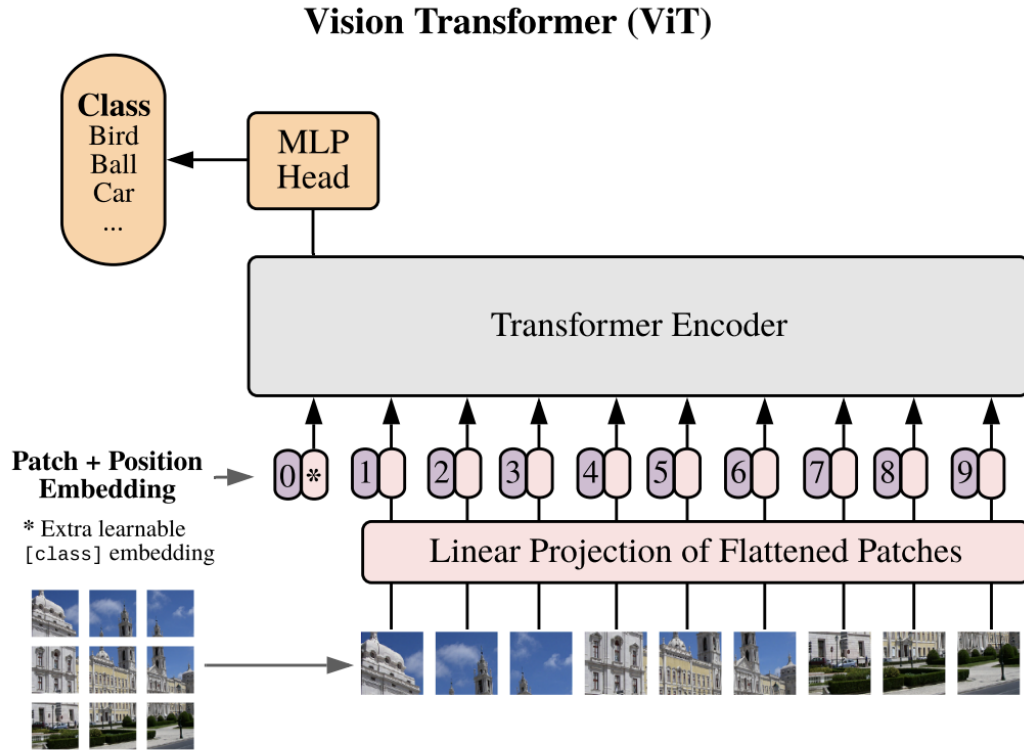 Vision Transformer (ViT)
Class
Bird
Ball
Car
...
MLP
Head
Transformer Encoder
Patch + Position
Embedding
* Extra learnable
[class] embedding
0 * 1 2 3 4 5 6 7 8 9
Linear Projection of Flattened Patches